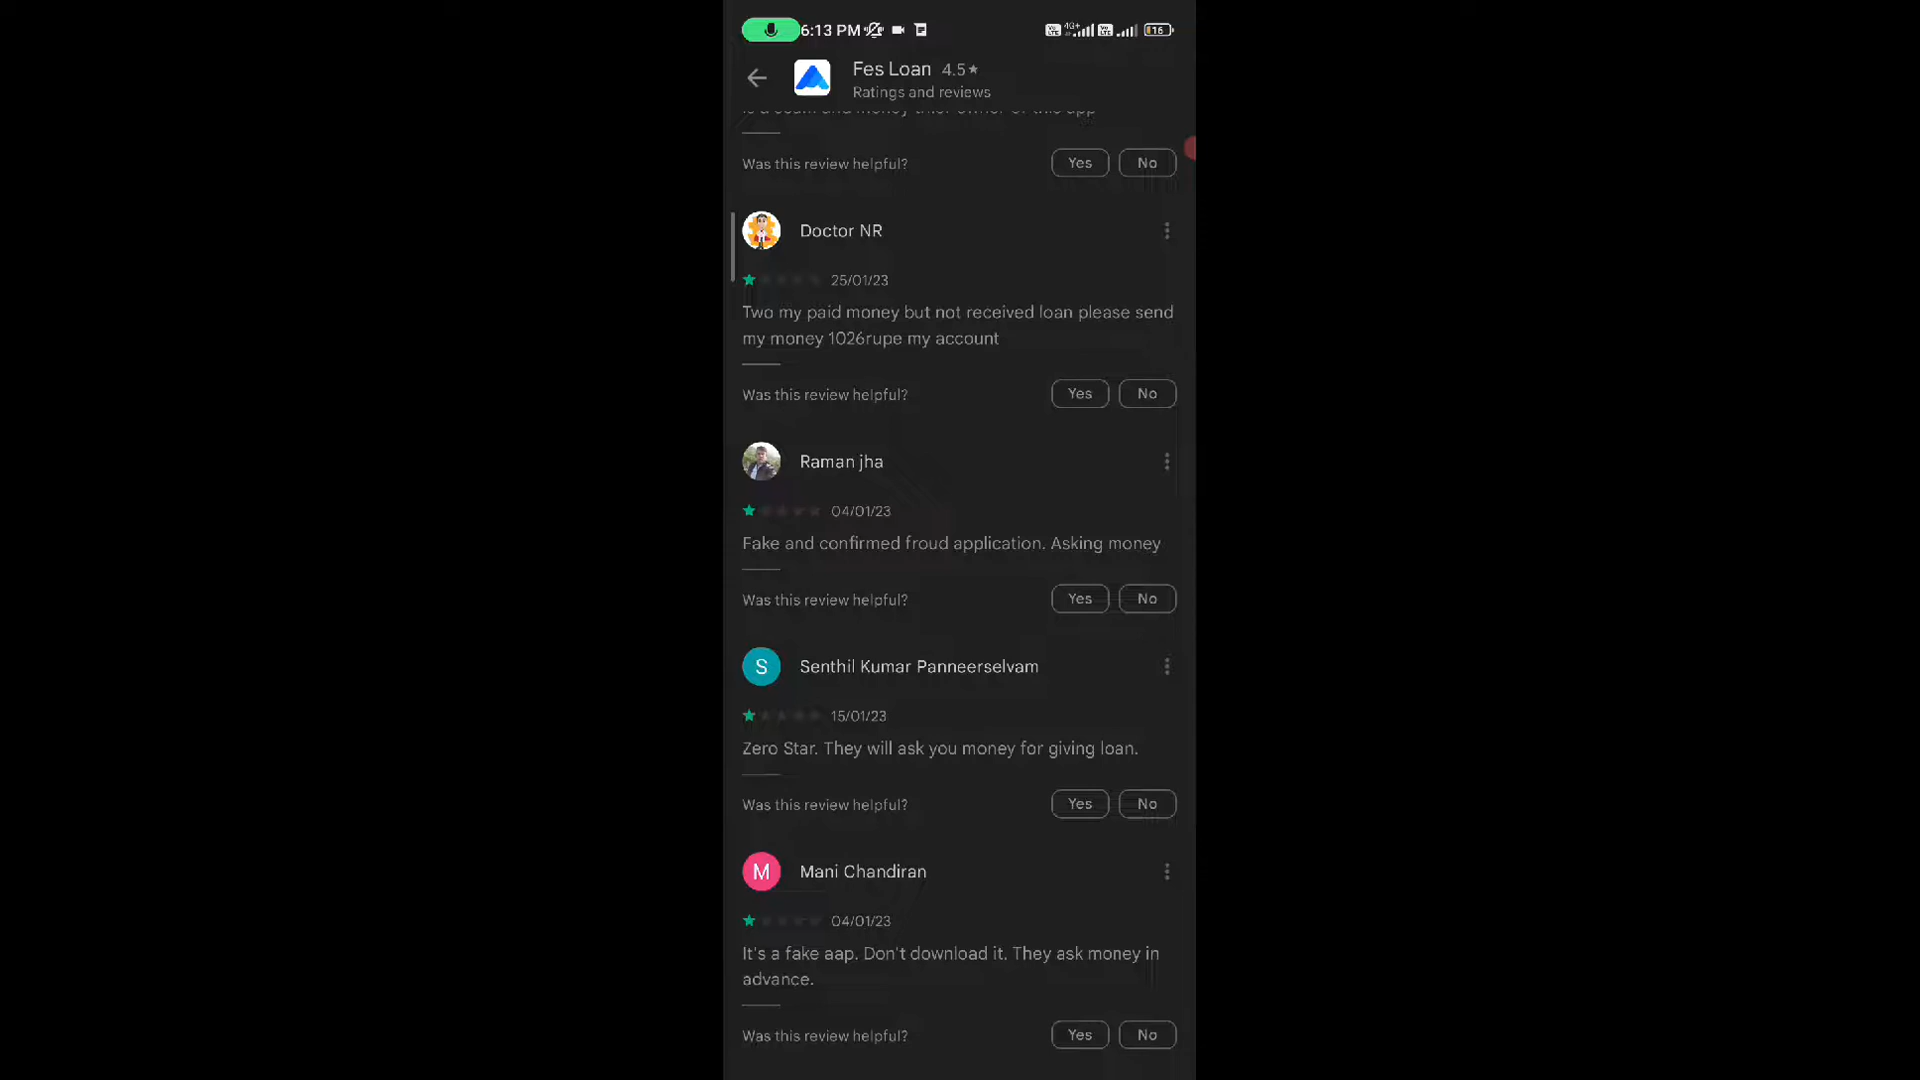 6:13 PM
4G+
16
Fes Loan 4.5★
Ratings and reviews
Was this review helpful? Yes No
Doctor NR
25/01/23
Two my paid money but not received loan please send
my money 1026rupe my account
Was this review helpful? Yes No
Raman jha
04/01/23
Fake and confirmed froud application. Asking money
Was this review helpful? Yes No
S Senthil Kumar Panneerselvam
15/01/23
Zero Star. They will ask you money for giving loan.
Was this review helpful? Yes No
M Mani Chandiran
04/01/23
It's a fake aap. Don't download it. They ask money in
advance.
Was this review helpful? Yes No